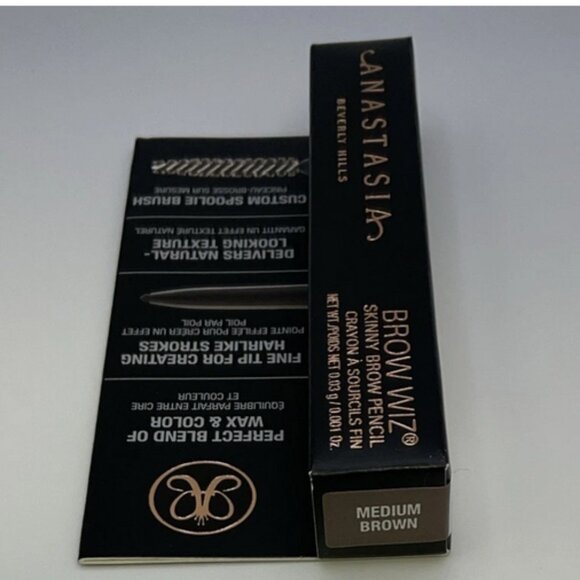 ANASTASIA
BEVERLY HILLS
BROW WIZ®
SKINNY BROW PENCIL
CRAYON À SOURCILS FIN
NET WT./POIDS NET 0.03 g / 0.001 Oz.
MEDIUM
BROWN
PERFECT BLEND OF
WAX & COLOR
ÉQUILIBRE PARFAIT ENTRE CIRE
ET COULEUR
FINE TIP FOR CREATING
HAIRLIKE STROKES
POINTE EFFILÉE POUR CRÉER UN EFFET
POIL PAR POIL
DELIVERS NATURAL-
LOOKING TEXTURE
GARANTIT UN EFFET TEXTURE NATUREL
CUSTOM SPOOLIE BRUSH
PINCEAU-BROSSE SUR MESURE